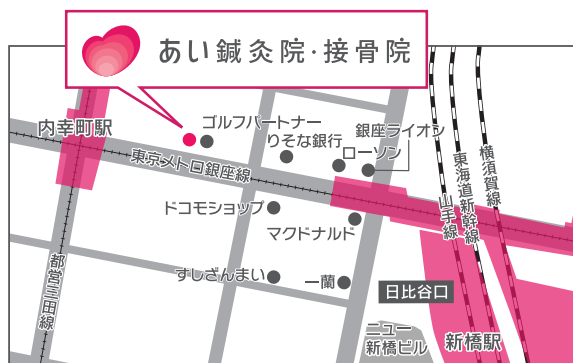 あい鍼灸院・接骨院
内幸町駅
ゴルフパートナー
りそな銀行
銀座ライオン
ローソン
東京メトロ銀座線
ドコモショップ
マクドナルド
山手線
東海道新幹線
横須賀線
すしざんまい
一蘭
日比谷口
都営三田線
ニュー
新橋ビル
新橋駅